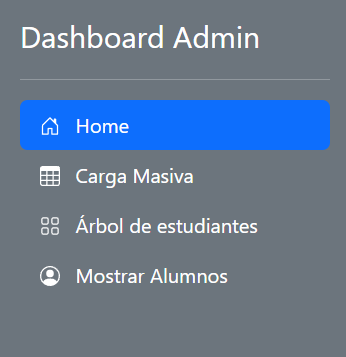 Dashboard Admin
Home
Carga Masiva
Árbol de estudiantes
Mostrar Alumnos